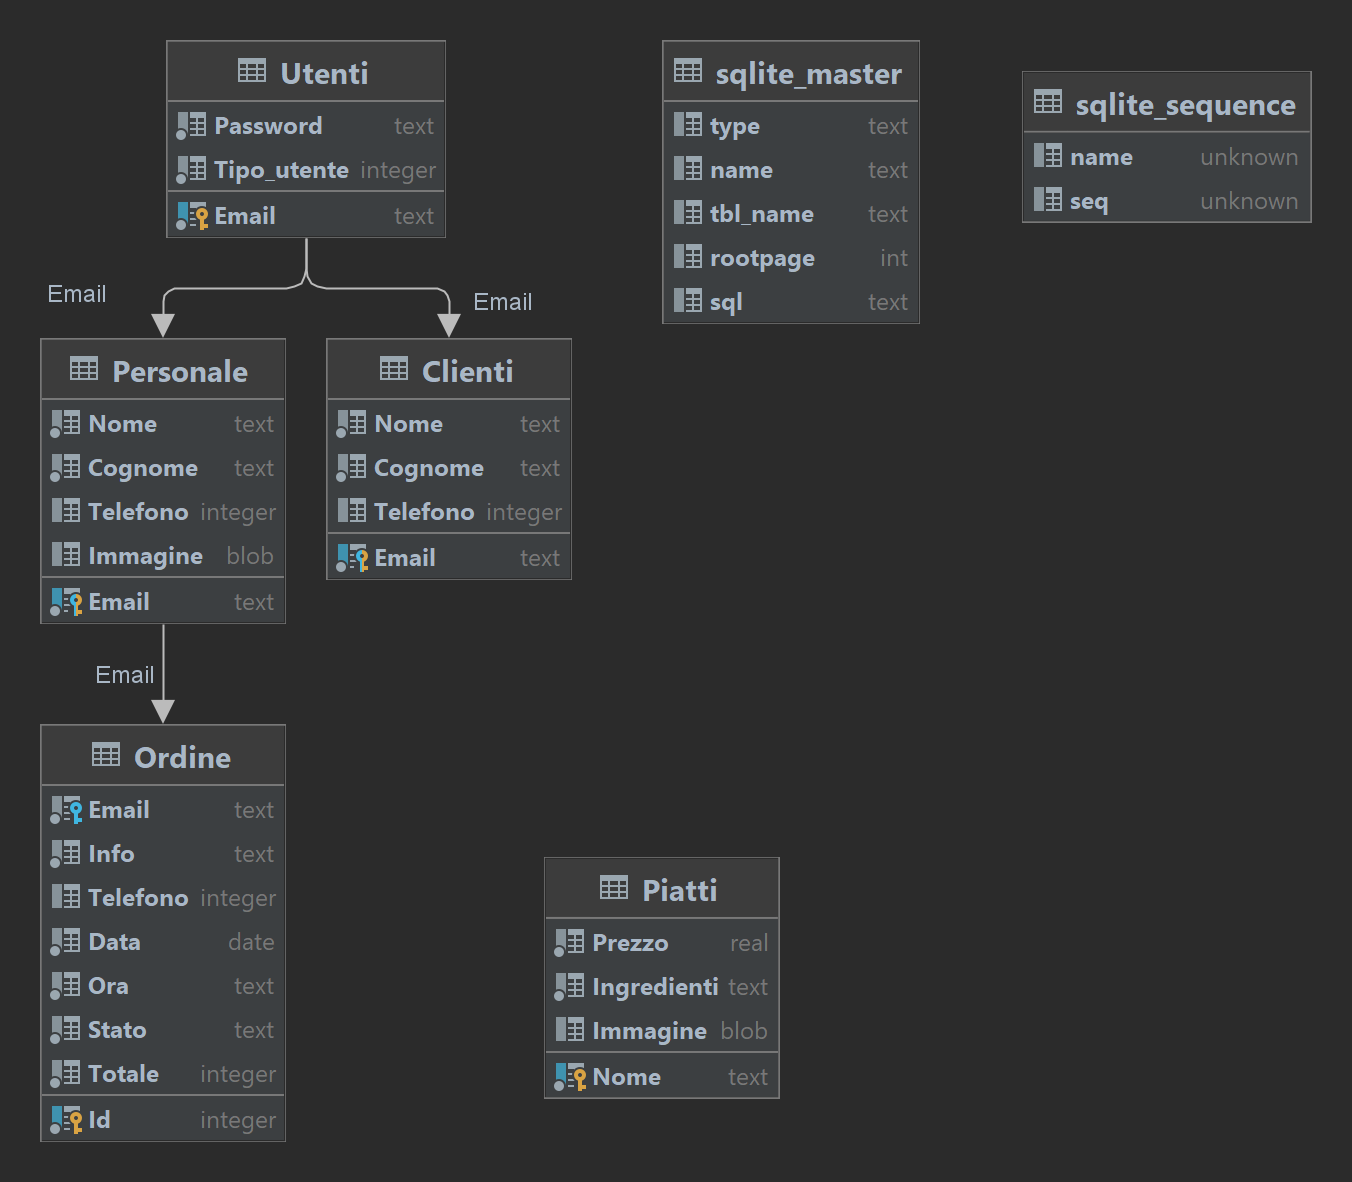 Utenti
Password text
Tipo_utente integer
Email text
sqlite_master
type text
name text
tbl_name text
rootpage int
sql text
sqlite_sequence
name unknown
seq unknown
Email
Email
Personale
Nome text
Cognome text
Telefono integer
Immagine blob
Email text
Clienti
Nome text
Cognome text
Telefono integer
Email text
Email
Ordine
Email text
Info text
Telefono integer
Data date
Ora text
Stato text
Totale integer
Id integer
Piatti
Prezzo real
Ingredienti text
Immagine blob
Nome text